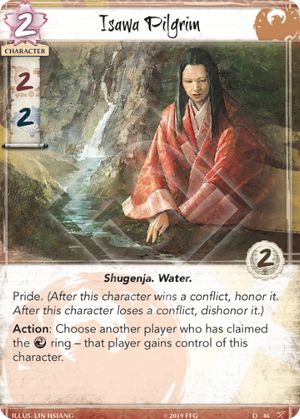 2
Isawa Pilgrim
CHARACTER
2
2
2
Shugenja. Water.
Pride. (After this character wins a conflict, honor it.
After this character loses a conflict, dishonor it.)
Action: Choose another player who has claimed
the ring – that player gains control of this
character.
ILLUS. LIN HSIANG ©2019 FFG D 46